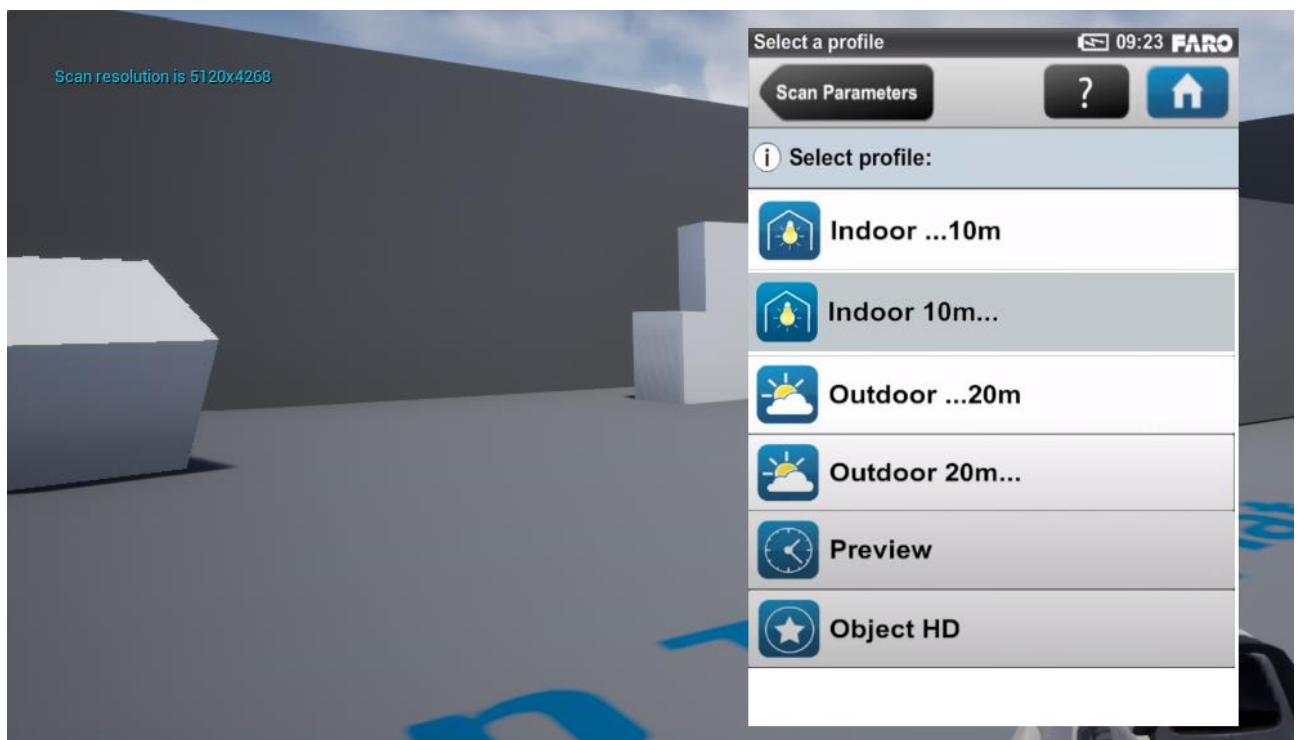 Scan resolution is 5120x4268
Select a profile 09:23 FARO
Scan Parameters ?
i Select profile:
Indoor ...10m
Indoor 10m...
Outdoor ...20m
Outdoor 20m...
Preview
Object HD